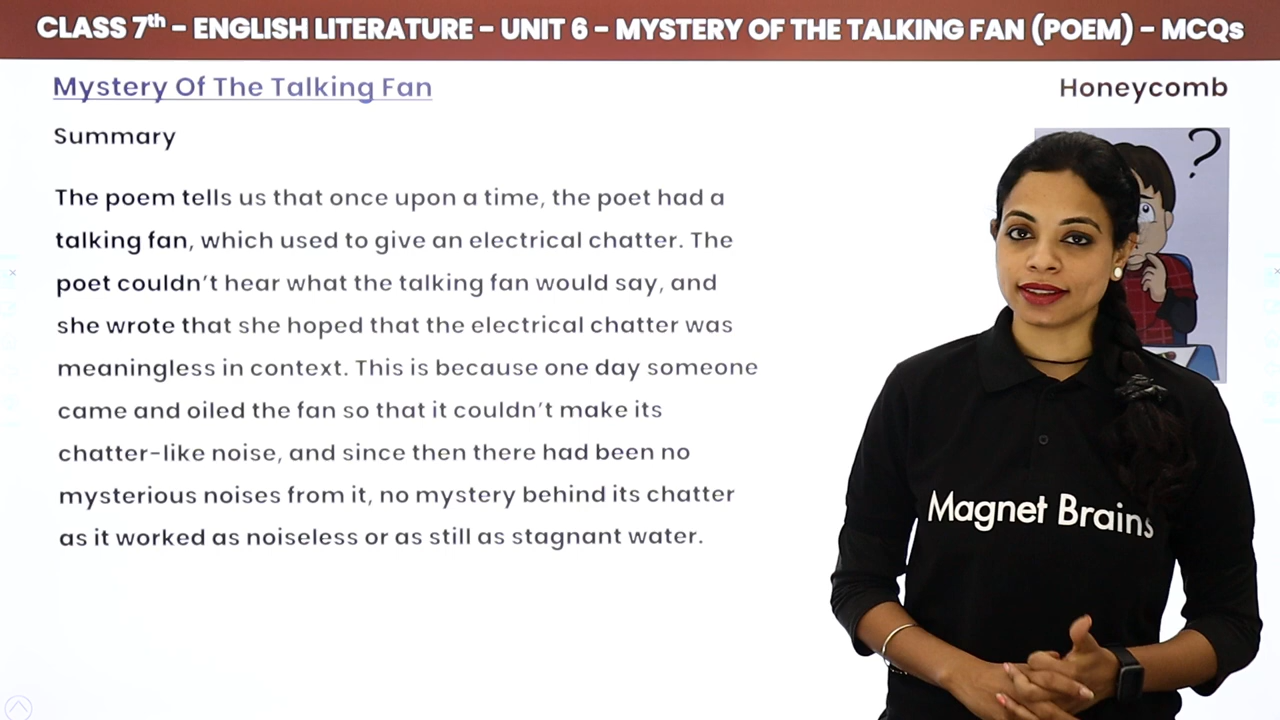 CLASS 7th – ENGLISH LITERATURE – UNIT 6 – MYSTERY OF THE TALKING FAN (POEM) – MCQs
Mystery Of The Talking Fan
Honeycomb
Summary
?
The poem tells us that once upon a time, the poet had a
talking fan, which used to give an electrical chatter. The
poet couldn't hear what the talking fan would say, and
she wrote that she hoped that the electrical chatter was
meaningless in context. This is because one day someone
came and oiled the fan so that it couldn't make its
chatter-like noise, and since then there had been no
mysterious noises from it, no mystery behind its chatter
as it worked as noiseless or as still as stagnant water.
Magnet Brains